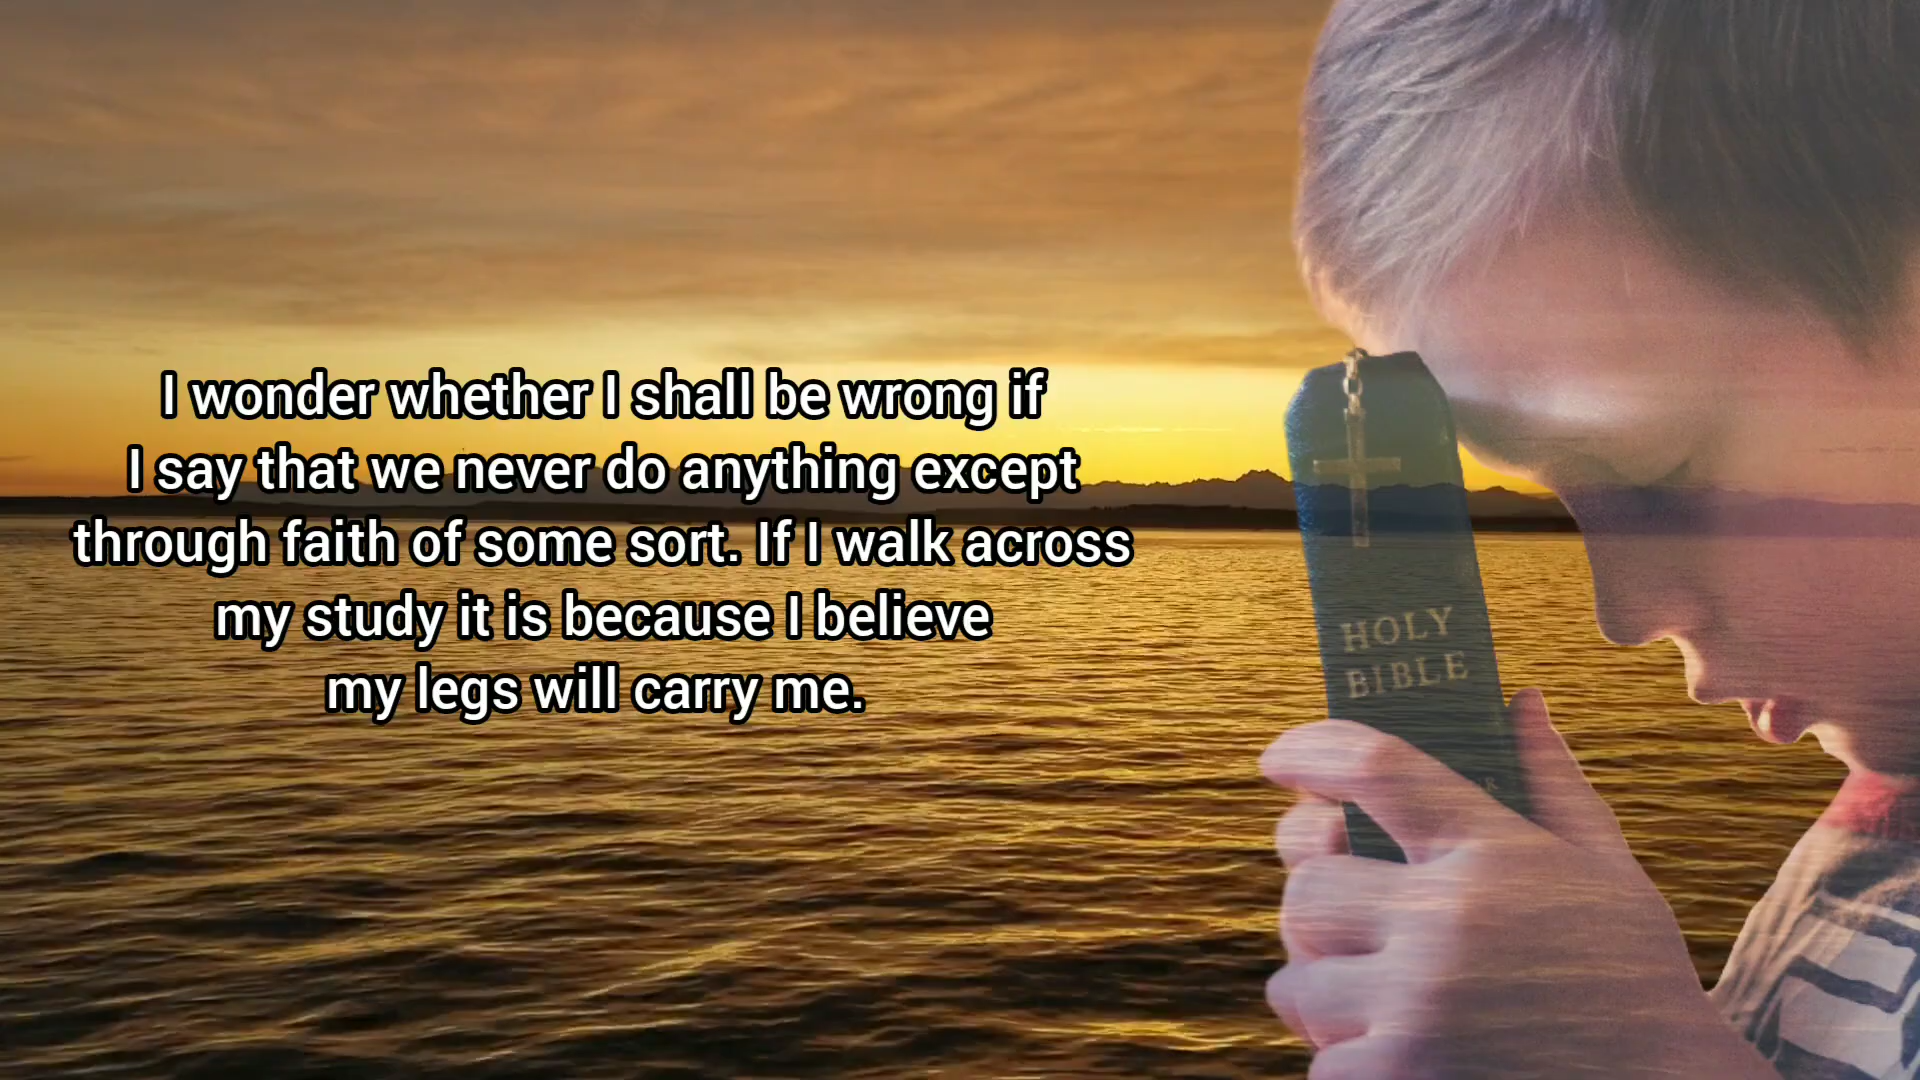 I wonder whether I shall be wrong if
I say that we never do anything except
through faith of some sort. If I walk across
my study it is because I believe
my legs will carry me.
HOLY
BIBLE